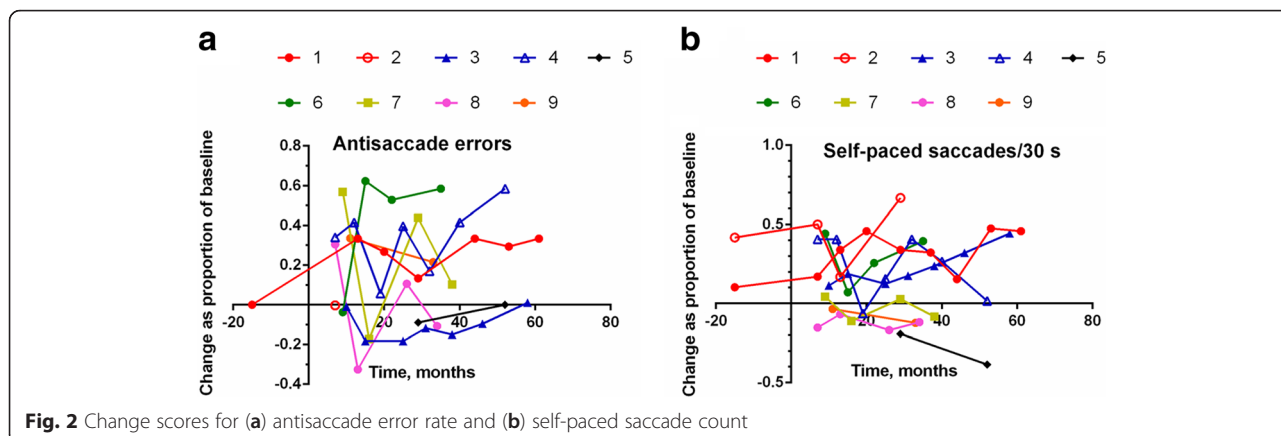 a
1 2 3 4 5
6 7 8 9
Antisaccade errors
Change as proportion of baseline
0.8
0.6
0.4
0.2
-0.2
-0.4
-20 20 40 60 80
Time, months
b
1 2 3 4 5
6 7 8 9
Self-paced saccades/30 s
Change as proportion of baseline
1.0
0.5
-0.5
-20 20 40 60 80
Time, months
Fig. 2 Change scores for (a) antisaccade error rate and (b) self-paced saccade count